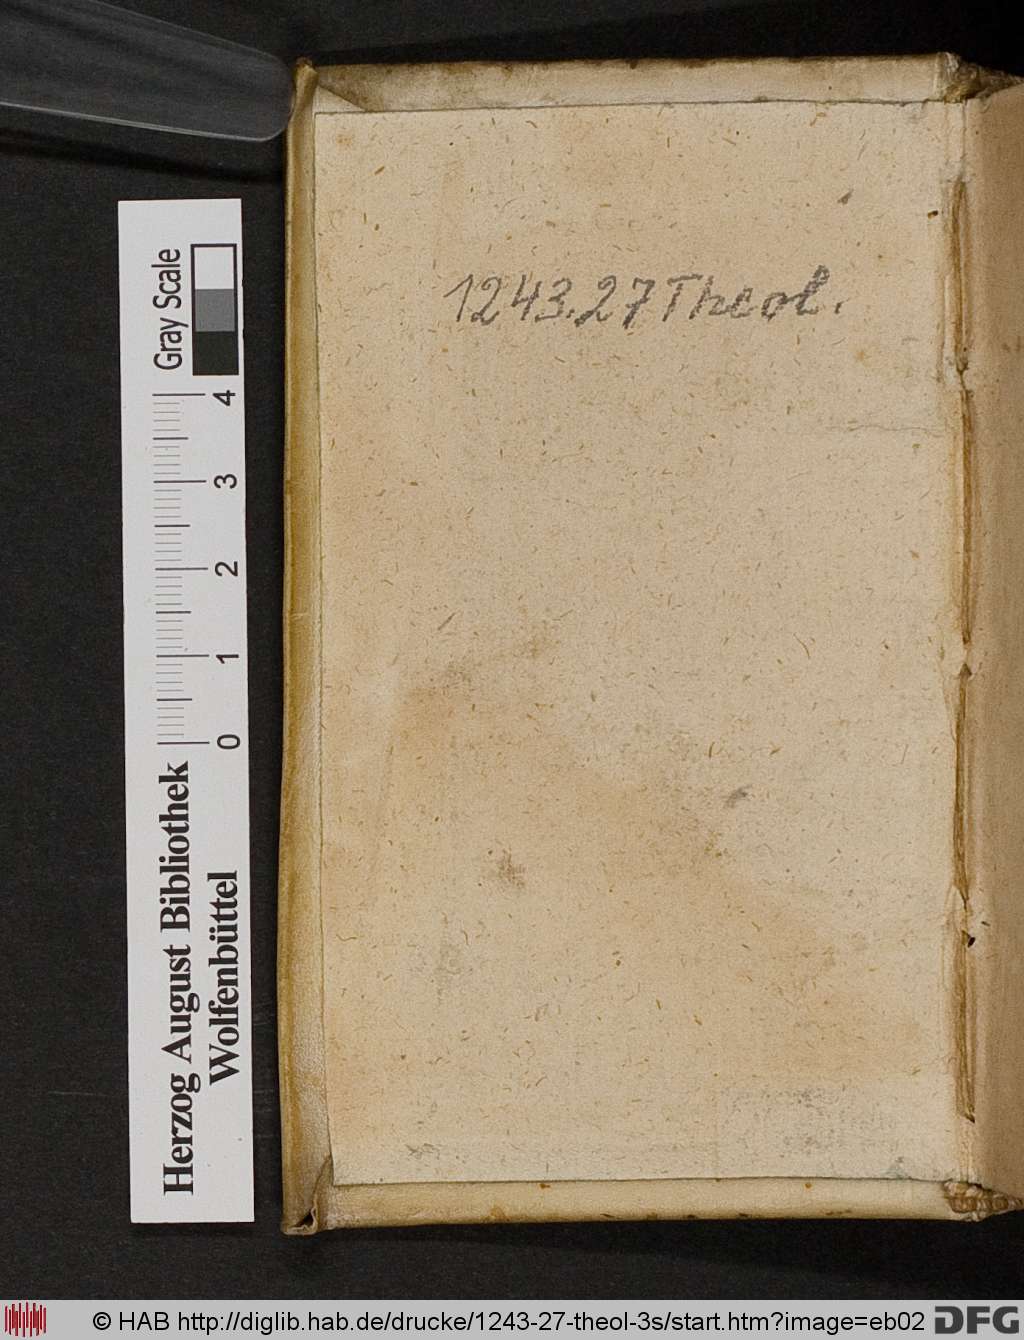 1243.27 Theol.
Gray Scale
4
3
2
1
0
Herzog August Bibliothek
Wolfenbüttel
© HAB http://diglib.hab.de/drucke/1243-27-theol-3s/start.htm?image=eb02
DFG